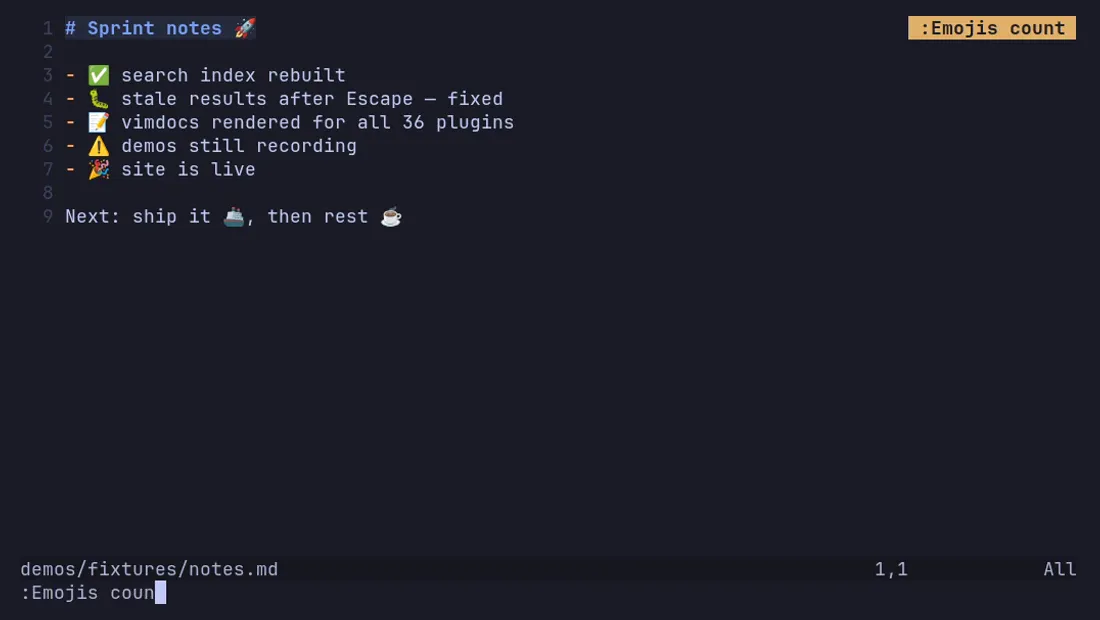 1 # Sprint notes 🚀
:Emojis count
2
3 - ✅ search index rebuilt
4 - 🐛 stale results after Escape — fixed
5 - 📝 vimdocs rendered for all 36 plugins
6 - ⚠️ demos still recording
7 - 🎉 site is live
8
9 Next: ship it 🚢, then rest ☕
demos/fixtures/notes.md 1,1 All
:Emojis coun